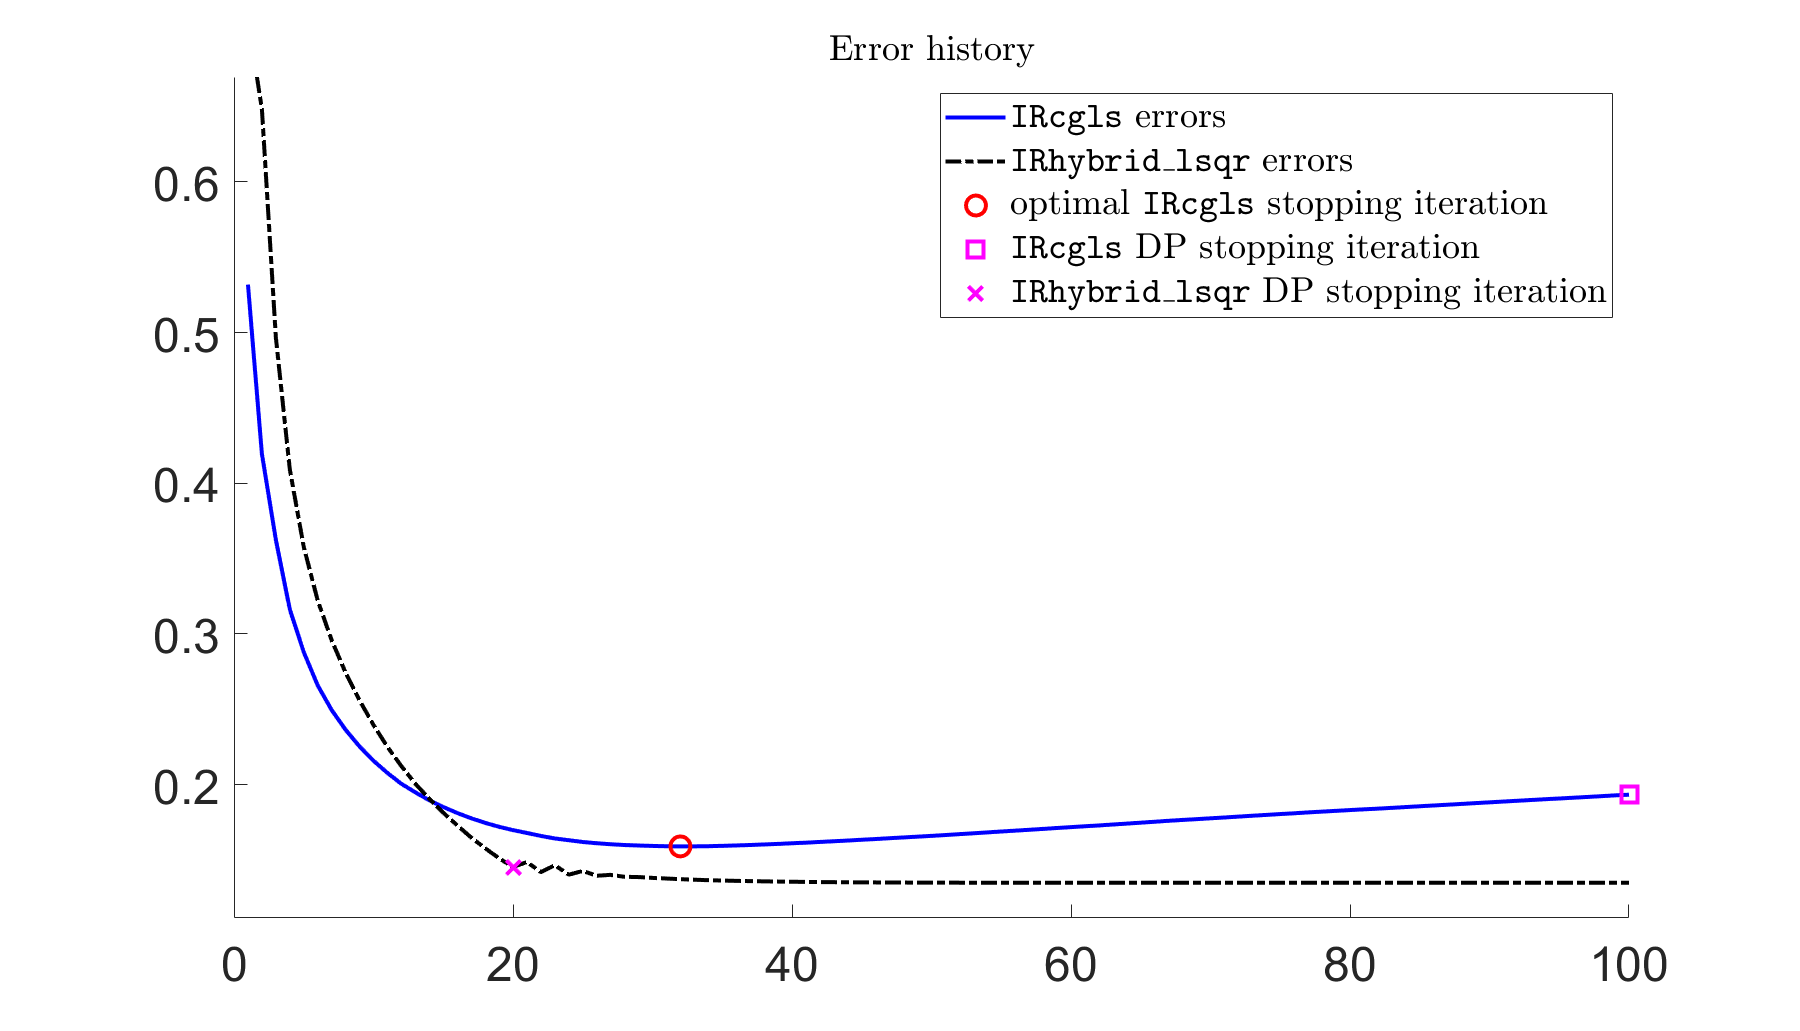 Error history
IRcgls errors
IRhybrid_lsqr errors
optimal IRcgls stopping iteration
IRcgls DP stopping iteration
IRhybrid_lsqr DP stopping iteration
0.6
0.5
0.4
0.3
0.2
0 20 40 60 80 100